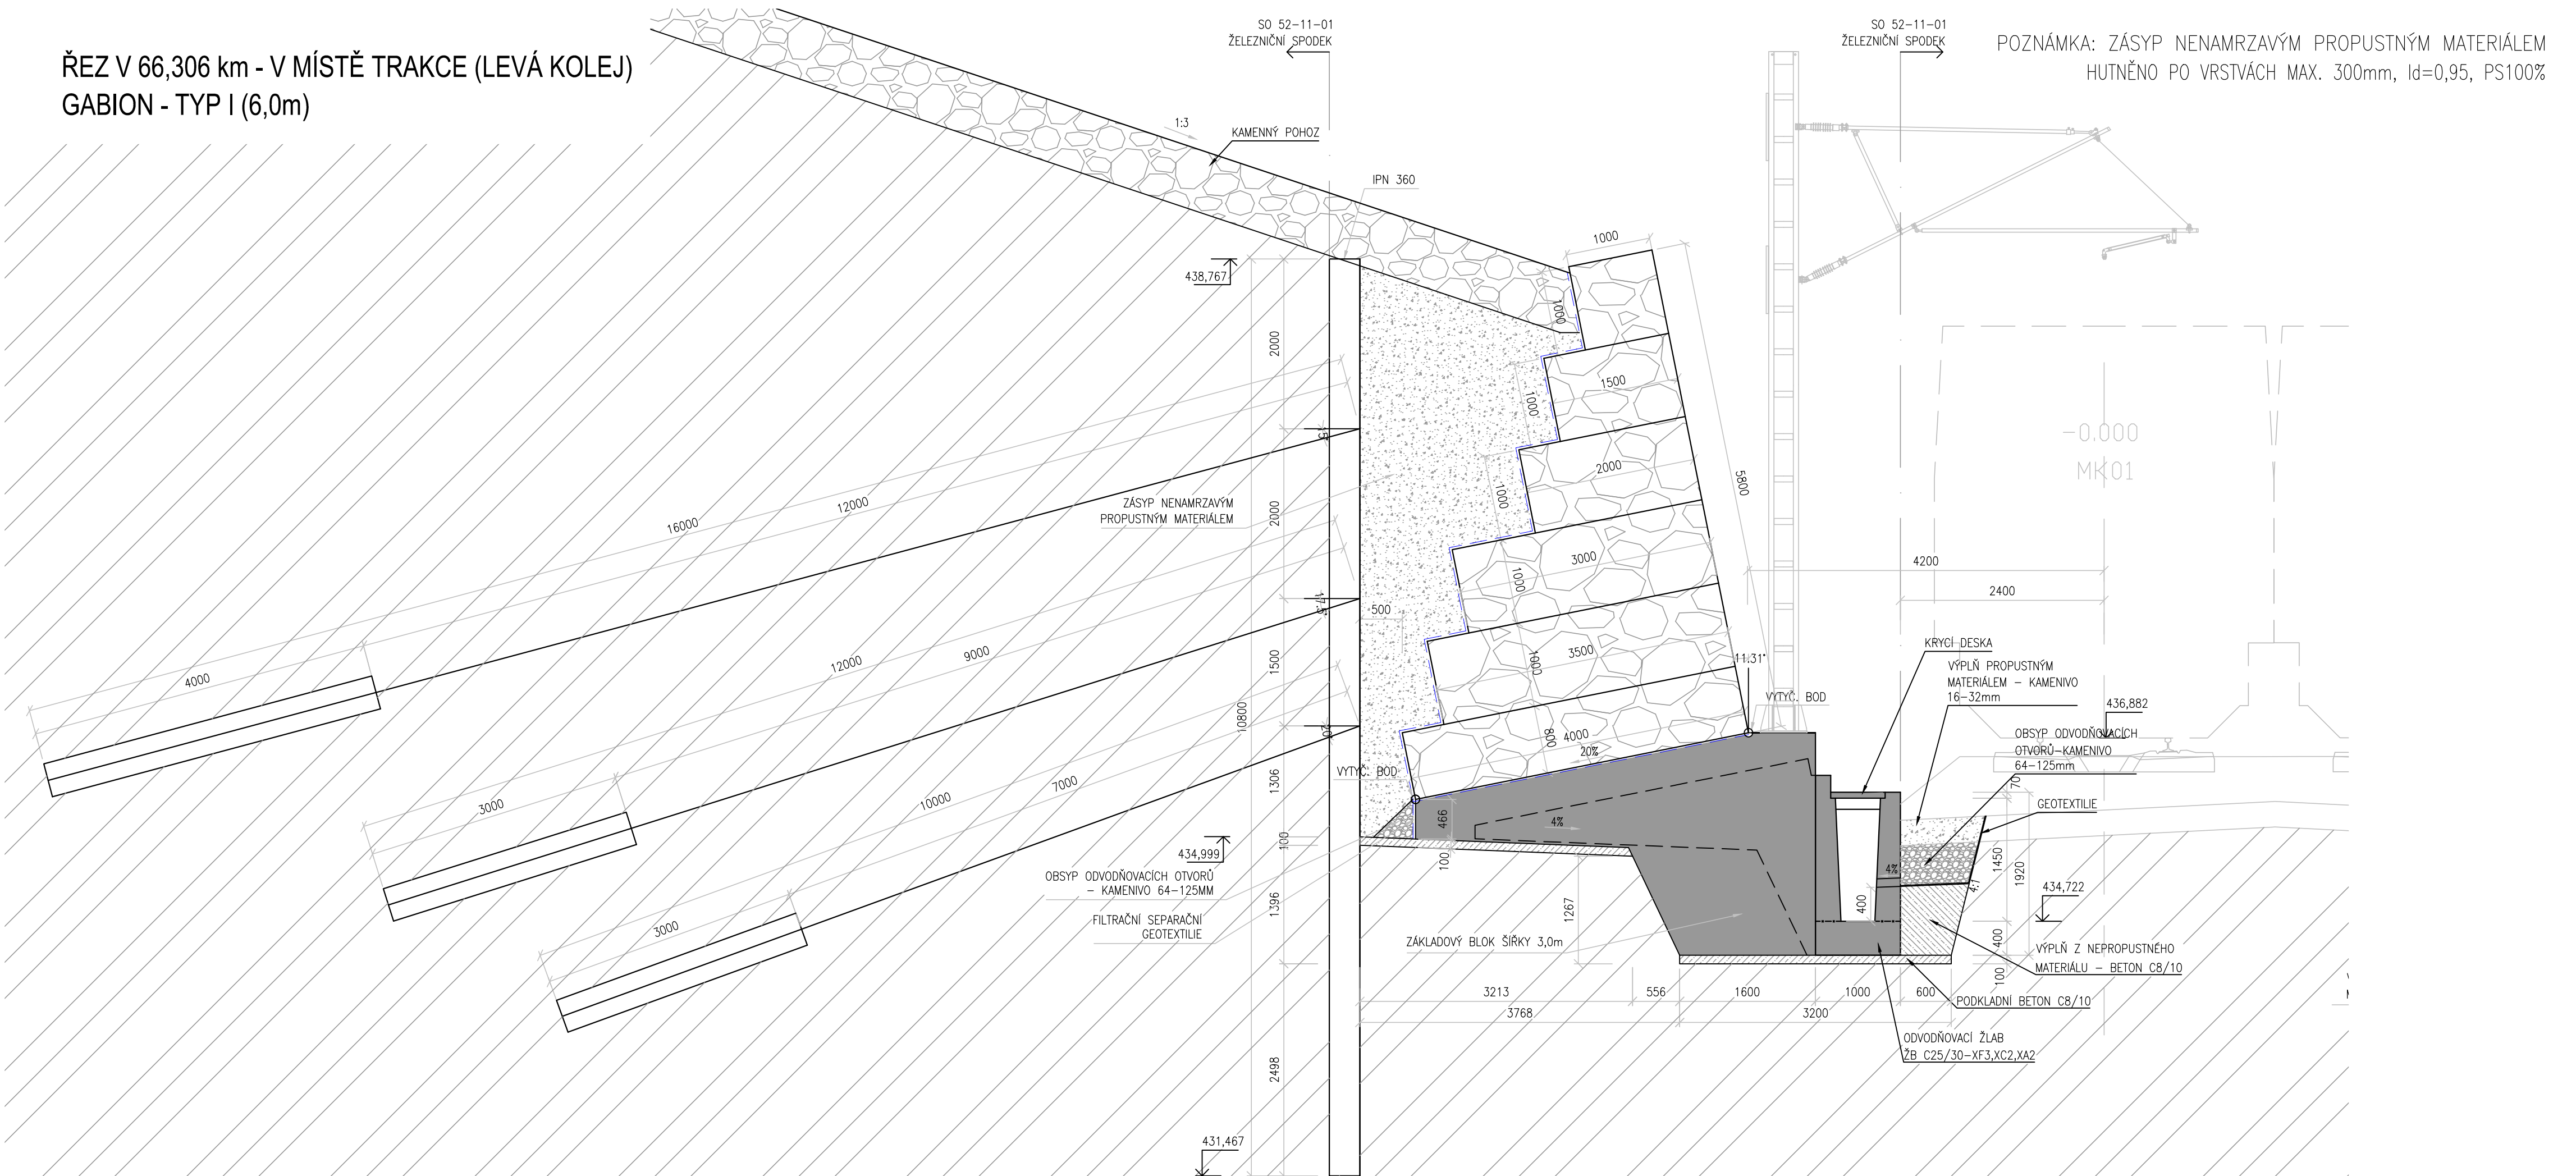 ŘEZ V 66,306 km - V MÍSTĚ TRAKCE (LEVÁ KOLEJ)
GABION - TYP I (6,0m)
SO 52-11-01
ŽELEZNIČNÍ SPODEK
SO 52-11-01
ŽELEZNIČNÍ SPODEK
POZNÁMKA: ZÁSYP NENAMRZAVÝM PROPUSTNÝM MATERIÁLEM
HUTNĚNO PO VRSTVÁCH MAX. 300mm, Id=0,95, PS100%
1:3
KAMENNÝ POHOZ
IPN 360
1000
438,767
1000
2000
1500
1000
-0.000
MK01
15°
2000
5800
12000
16000
ZÁSYP NENAMRZAVÝM
PROPUSTNÝM MATERIÁLEM
1000
2000
3000
1000
4200
2400
17.5°
500
KRYCÍ DESKA
VÝPLŇ PROPUSTNÝM
MATERIÁLEM - KAMENIVO
16-32mm
12000
9000
1500
3500
1000
11.31°
4000
VYTYČ. BOD
436,882
10800
20°
800
4000
20%
OBSYP ODVODŇOVACÍCH
OTVORŮ-KAMENIVO
64-125mm
VYTYČ. BOD
7000
10000
3000
1306
70
GEOTEXTILIE
466
4%
100
434,999
100
1450
1920
4%
4:1
434,722
OBSYP ODVODŇOVACÍCH OTVORŮ
- KAMENIVO 64-125MM
1396
1267
400
FILTRAČNÍ SEPARAČNÍ
GEOTEXTILIE
3000
ZÁKLADOVÝ BLOK ŠÍŘKY 3,0m
400
VÝPLŇ Z NEPROPUSTNÉHO
MATERIÁLU - BETON C8/10
100
3213
556
1600
1000
600
PODKLADNÍ BETON C8/10
3768
3200
ODVODŇOVACÍ ŽLAB
ŽB C25/30-XF3,XC2,XA2
2498
431,467